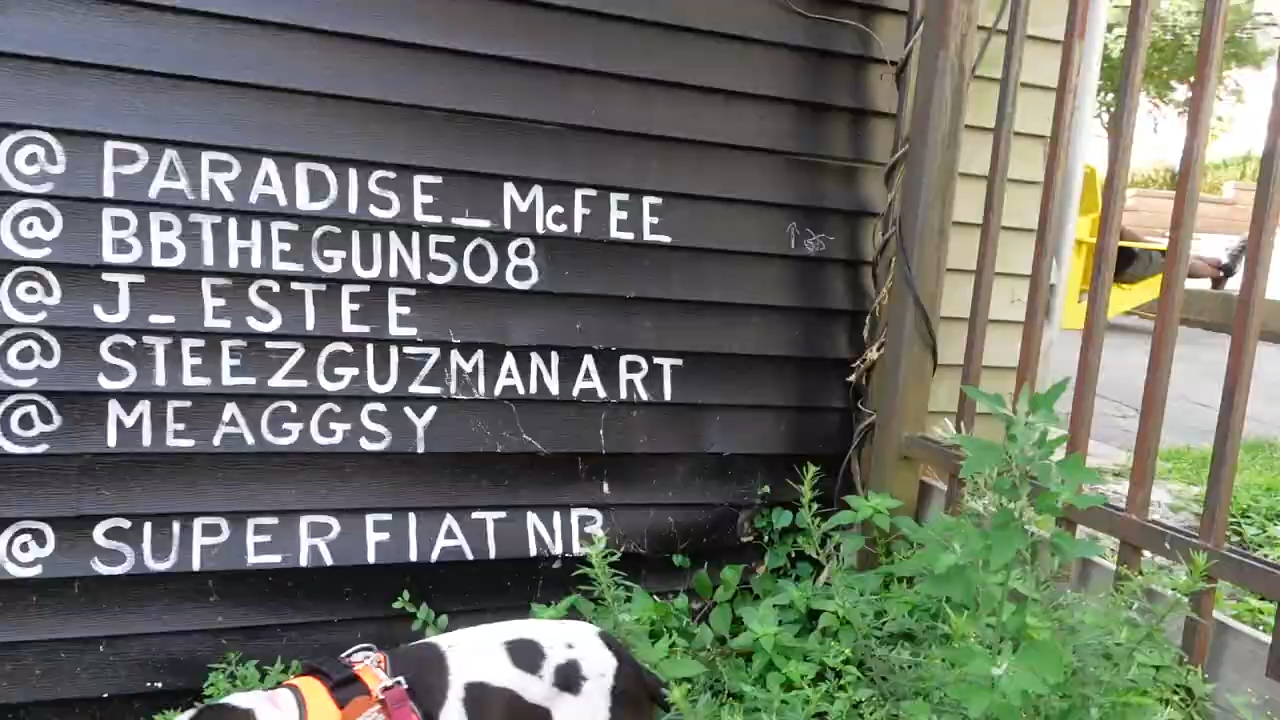 @ PARADISE_McFEE
@ BBTHEGUN508
@ J_ESTEE
@ STEEZGUZMANART
@ MEAGGSY
@ SUPERFIATNB